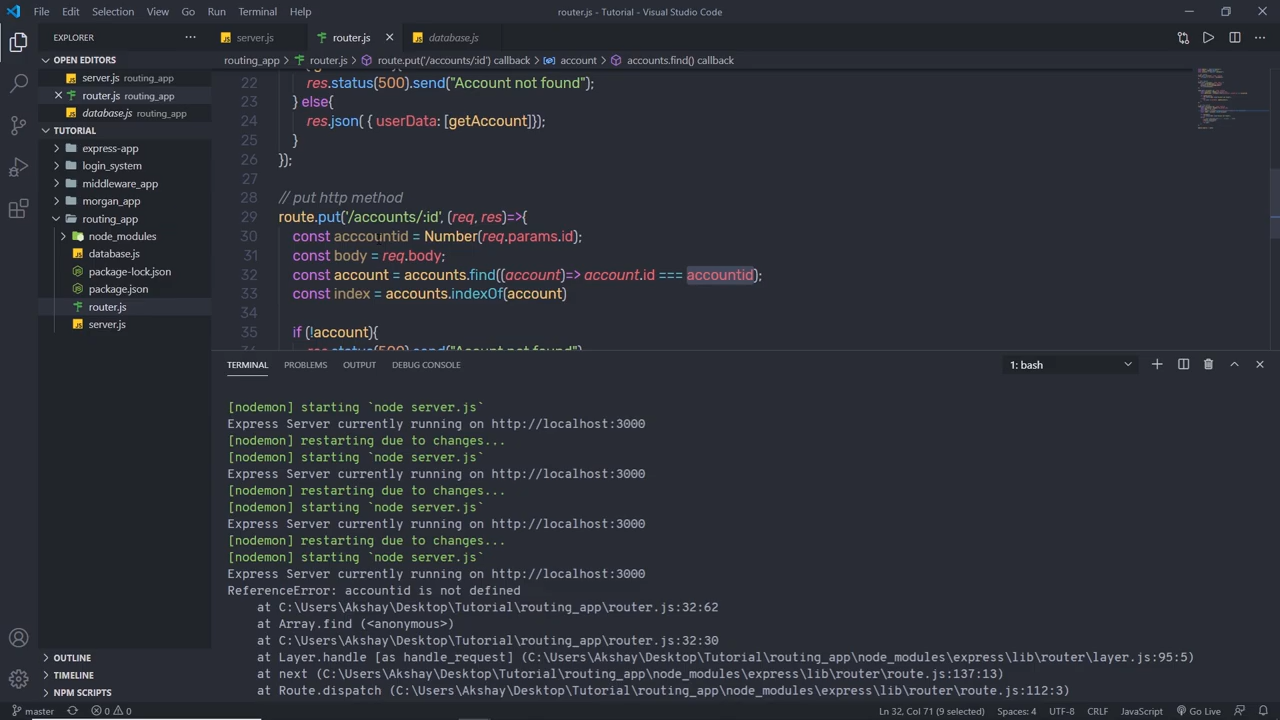 File Edit Selection View Go Run Terminal Help
router.js - Tutorial - Visual Studio Code
EXPLORER
server.js
router.js
database.js
OPEN EDITORS
server.js routing_app
router.js routing_app
database.js routing_app
TUTORIAL
express-app
login_system
middleware_app
morgan_app
routing_app
node_modules
database.js
package-lock.json
package.json
router.js
server.js
OUTLINE
TIMELINE
NPM SCRIPTS
routing_app > router.js > route.put('/accounts/:id') callback > account > accounts.find() callback
22 res.status(500).send("Account not found");
23 } else{
24 res.json( { userData: [getAccount]});
25 }
26 });
27
28 // put http method
29 route.put('/accounts/:id', (req, res)=>{
30 const acccountid = Number(req.params.id);
31 const body = req.body;
32 const account = accounts.find((account)=> account.id === accountid);
33 const index = accounts.indexOf(account)
34
35 if (!account){
res.status(500).send("Acount not found")
TERMINAL PROBLEMS OUTPUT DEBUG CONSOLE
1: bash
[nodemon] starting `node server.js`
Express Server currently running on http://localhost:3000
[nodemon] restarting due to changes...
[nodemon] starting `node server.js`
Express Server currently running on http://localhost:3000
[nodemon] restarting due to changes...
[nodemon] starting `node server.js`
Express Server currently running on http://localhost:3000
[nodemon] restarting due to changes...
[nodemon] starting `node server.js`
Express Server currently running on http://localhost:3000
ReferenceError: accountid is not defined
at C:\Users\Akshay\Desktop\Tutorial\routing_app\router.js:32:62
at Array.find (<anonymous>)
at C:\Users\Akshay\Desktop\Tutorial\routing_app\router.js:32:30
at Layer.handle [as handle_request] (C:\Users\Akshay\Desktop\Tutorial\routing_app\node_modules\express\lib\router\layer.js:95:5)
at next (C:\Users\Akshay\Desktop\Tutorial\routing_app\node_modules\express\lib\router\route.js:137:13)
at Route.dispatch (C:\Users\Akshay\Desktop\Tutorial\routing_app\node_modules\express\lib\router\route.js:112:3)
master 0 0
Ln 32, Col 71 (9 selected) Spaces: 4 UTF-8 CRLF JavaScript Go Live